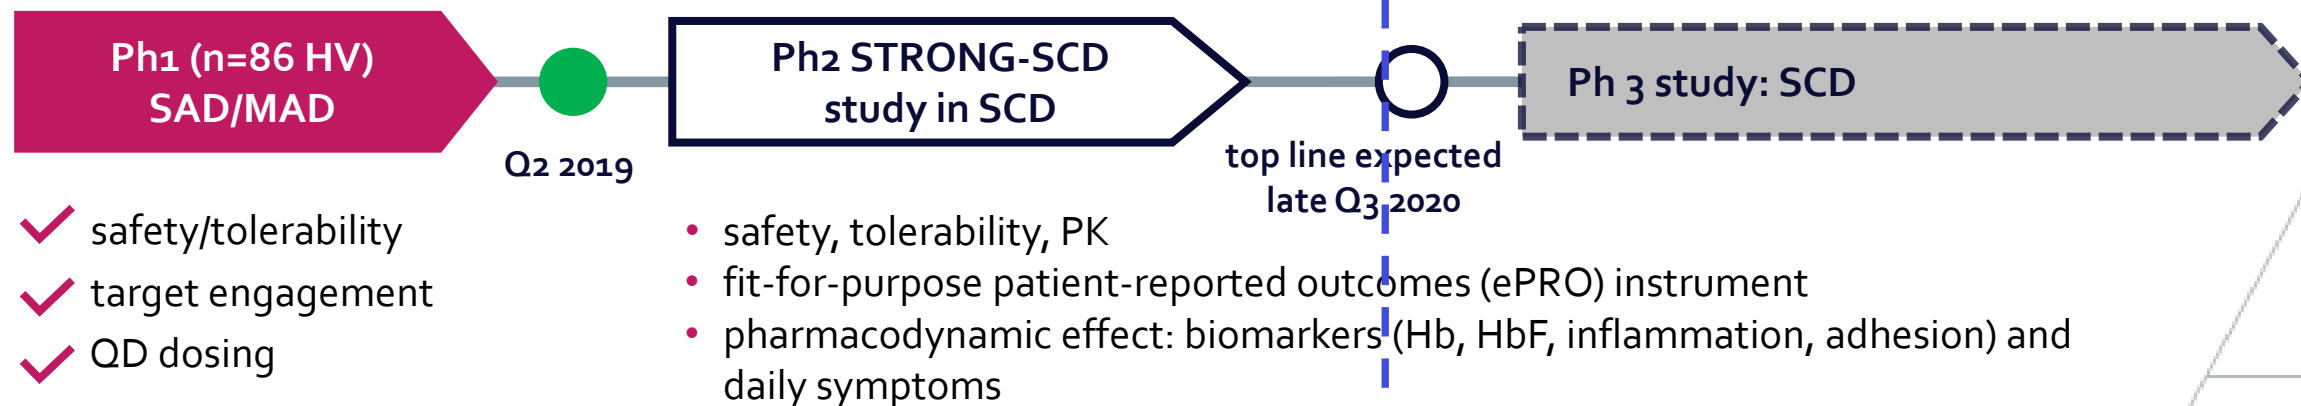 Ph1 (n=86 HV)
SAD/MAD
Q2 2019
Ph2 STRONG-SCD
study in SCD
top line expected
late Q3 2020
Ph 3 study: SCD
safety/tolerability
target engagement
QD dosing
• safety, tolerability, PK
• fit-for-purpose patient-reported outcomes (ePRO) instrument
• pharmacodynamic effect: biomarkers (Hb, HbF, inflammation, adhesion) and
daily symptoms